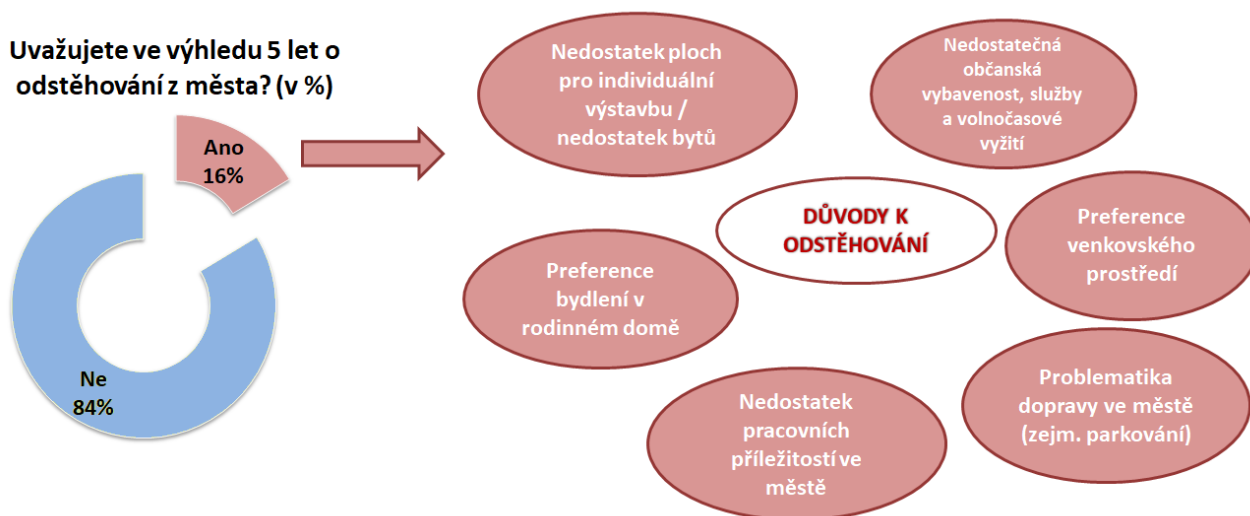 Uvažujete ve výhledu 5 let o
odstěhování z města? (v %)
Ano
16%
Ne
84%
Nedostatek ploch
pro individuální
výstavbu /
nedostatek bytů
Nedostatečná
občanská
vybavenost, služby
a volnočasové
vyžití
DŮVODY K
ODSTĚHOVÁNÍ
Preference
venkovského
prostředí
Preference
bydlení v
rodinném domě
Problematika
dopravy ve městě
(zejm. parkování)
Nedostatek
pracovních
příležitostí ve
městě